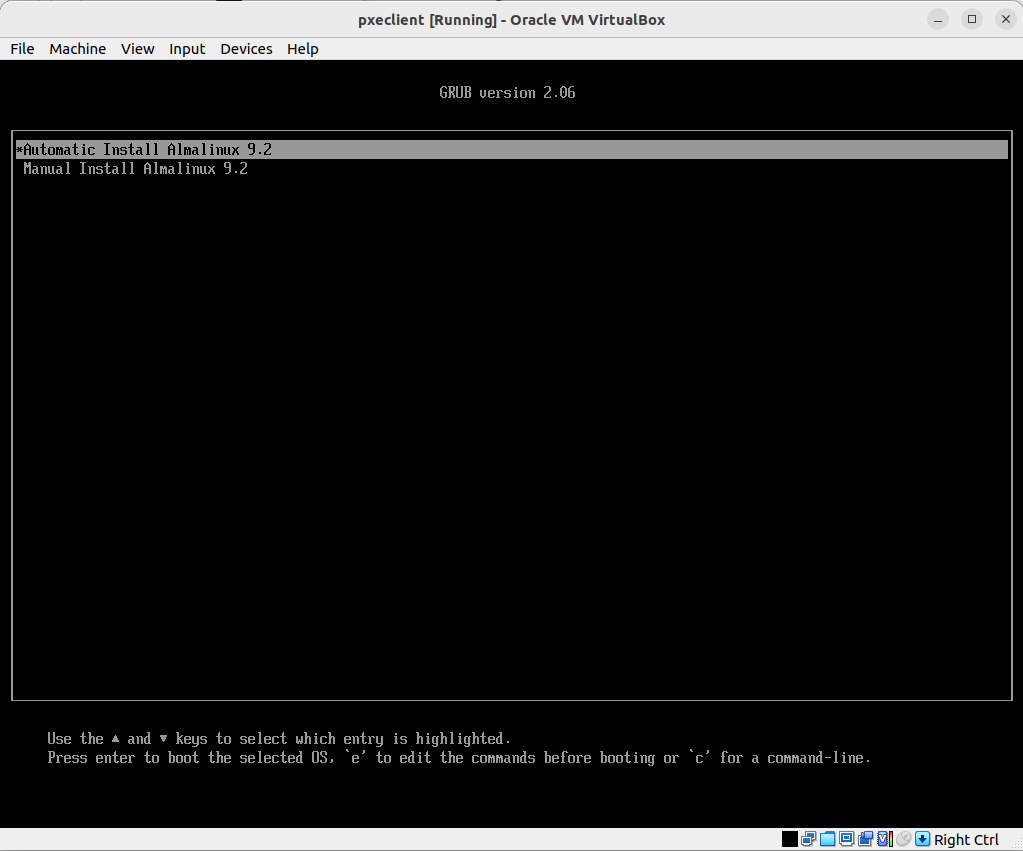 pxeclient [Running] - Oracle VM VirtualBox
File Machine View Input Devices Help
GRUB version 2.06
*Automatic Install Almalinux 9.2
Manual Install Almalinux 9.2
Use the ▲ and ▼ keys to select which entry is highlighted.
Press enter to boot the selected OS, `e' to edit the commands before booting or `c' for a command-line.
Right Ctrl